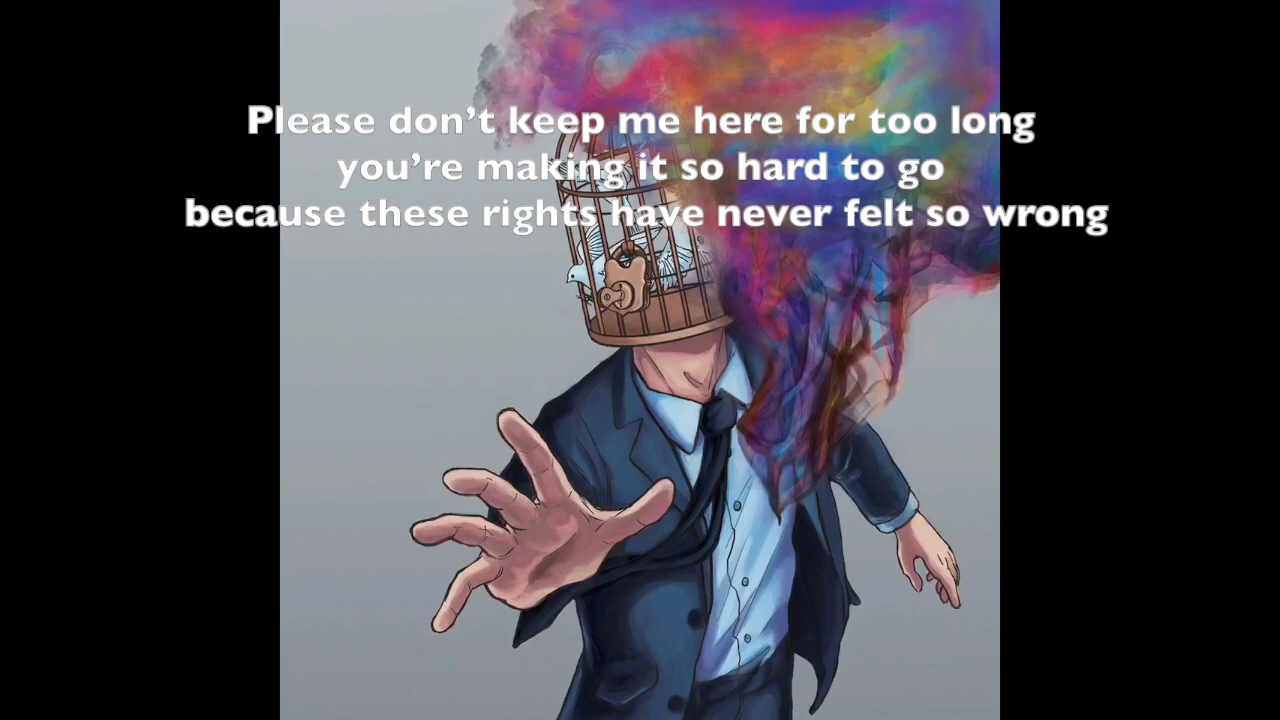 Please don’t keep me here for too long
you’re making it so hard to go
because these rights have never felt so wrong